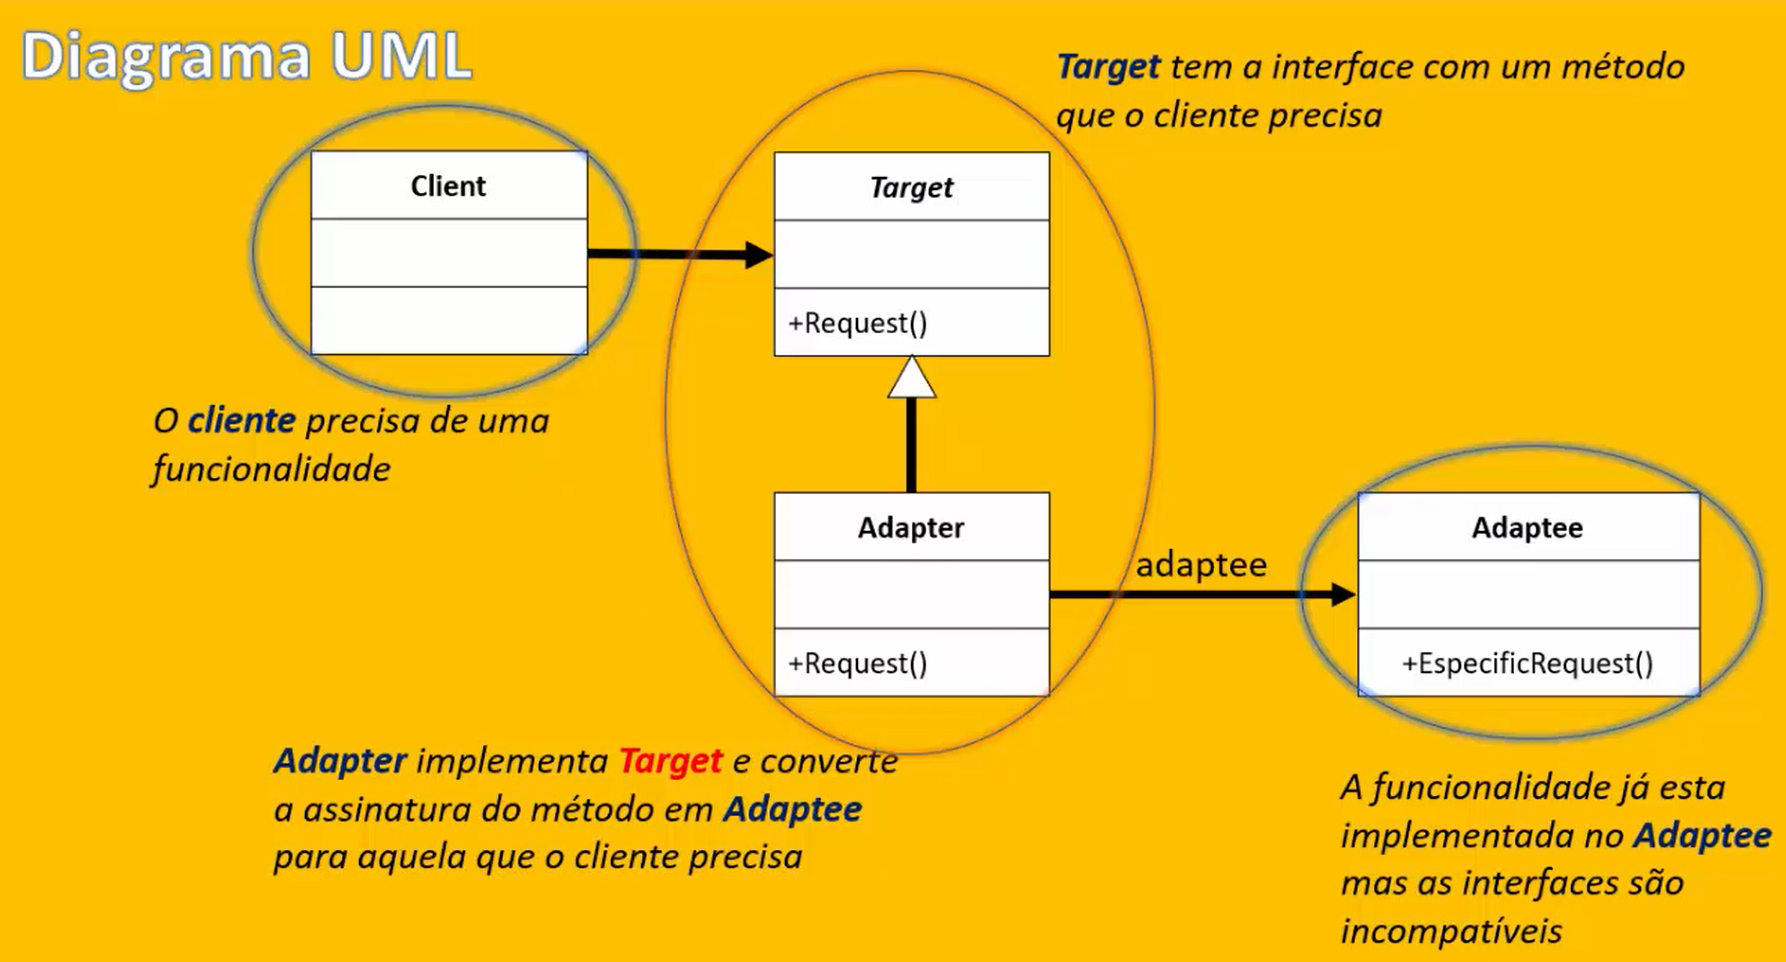 Diagrama UML
Target tem a interface com um método
que o cliente precisa
Client
Target
+Request()
O cliente precisa de uma
funcionalidade
Adapter
+Request()
adaptee
Adaptee
+EspecificRequest()
Adapter implementa Target e converte
a assinatura do método em Adaptee
para aquela que o cliente precisa
A funcionalidade já esta
implementada no Adaptee
mas as interfaces são
incompatíveis